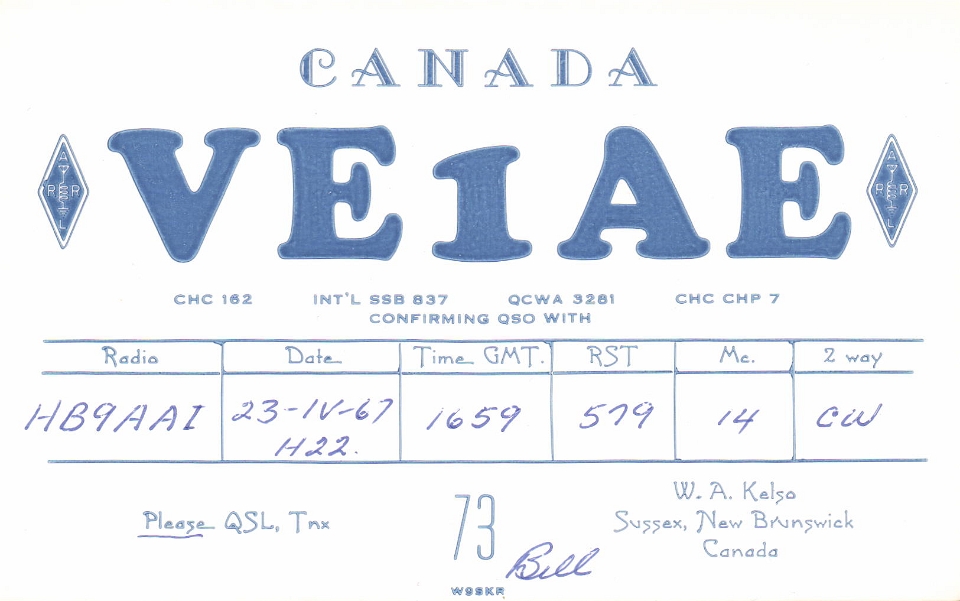 CANADA
VE1AE
A
R R
L
A
R R
L
CHC 162 INT'L SSB 837 QCWA 3281 CHC CHP 7
CONFIRMING QSO WITH
Radio Date Time GMT. RST Mc. 2 way
HB9AAI 23-IV-67 1659 579 14 CW
H22.
Please QSL, Tnx
73
W. A. Kelso
Sussex, New Brunswick
Canada
Bill
W9SKR